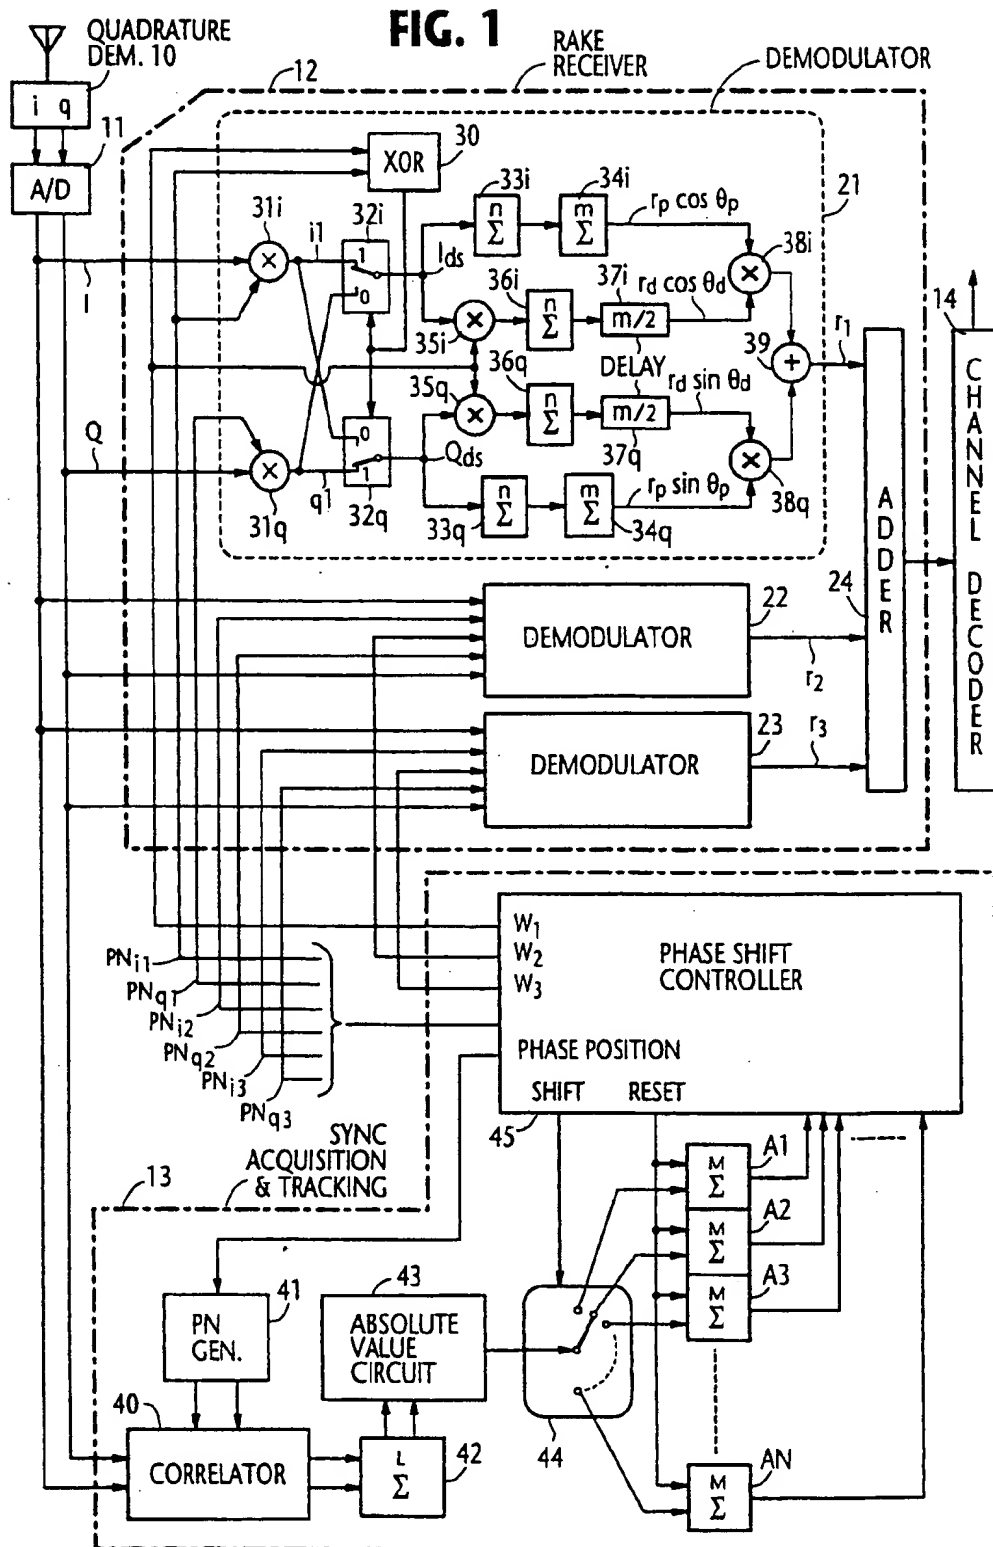 FIG. 1
QUADRATURE
DEM. 10
i q
11
A/D
12
RAKE
RECEIVER
DEMODULATOR
XOR
30
33i
n
Σ
34i
m
Σ
rp cos θp
21
31i
×
i1
32i
1
0
Ids
I
38i
×
36i
n
Σ
37i
rd cos θd
m/2
35i
×
DELAY
36q
n
Σ
35q
×
rd sin θd
m/2
37q
39
+
r1
14
CHANNEL DECODER
Q
×
31q
q1
0
1
32q
Qds
×
38q
rp sin θp
n
Σ
33q
m
Σ
34q
ADDER
24
DEMODULATOR
22
r2
DEMODULATOR
23
r3
W1
W2
W3
PHASE SHIFT
CONTROLLER
PNi1
PNq1
PNi2
PNq2
PNi3
PNq3
PHASE POSITION
SHIFT
RESET
45
SYNC
ACQUISITION
& TRACKING
13
M
Σ
A1
M
Σ
A2
M
Σ
A3
41
PN
GEN.
43
ABSOLUTE
VALUE
CIRCUIT
44
40
CORRELATOR
L
Σ
42
M
Σ
AN